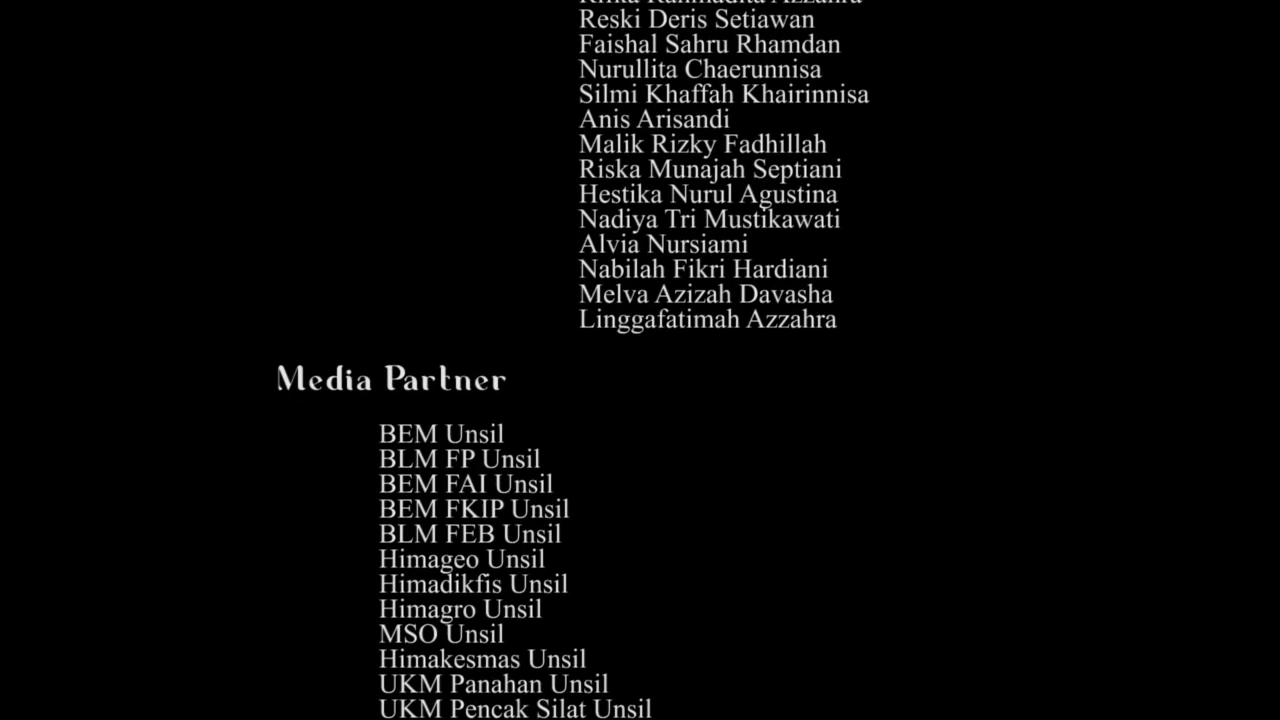 Reski Deris Setiawan
Faishal Sahru Rhamdan
Nurullita Chaerunnisa
Silmi Khaffah Khairinnisa
Anis Arisandi
Malik Rizky Fadhillah
Riska Munajah Septiani
Hestika Nurul Agustina
Nadiya Tri Mustikawati
Alvia Nursiami
Nabilah Fikri Hardiani
Melva Azizah Davasha
Linggafatimah Azzahra
Media Partner
BEM Unsil
BLM FP Unsil
BEM FAI Unsil
BEM FKIP Unsil
BLM FEB Unsil
Himageo Unsil
Himadikfis Unsil
Himagro Unsil
MSO Unsil
Himakesmas Unsil
UKM Panahan Unsil
UKM Pencak Silat Unsil